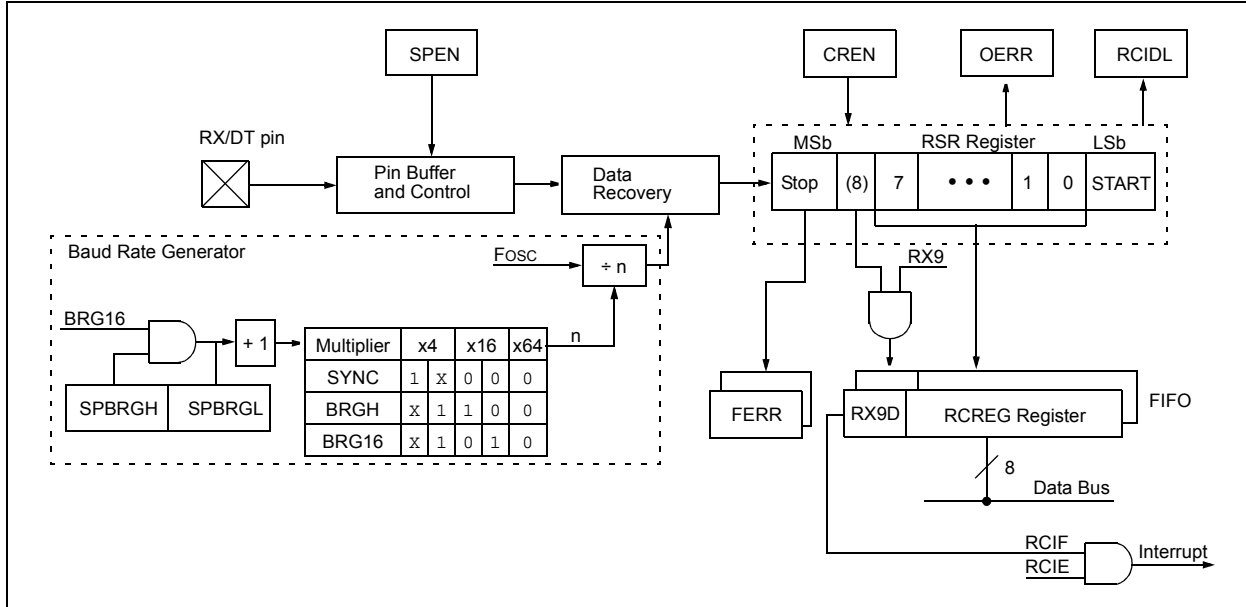 SPEN
CREN
OERR
RCIDL
RX/DT pin
Pin Buffer
and Control
Data
Recovery
MSb
RSR Register
LSb
Stop (8) 7 • • • 1 0 START
Baud Rate Generator
FOSC
÷ n
RX9
BRG16
+ 1
n
SPBRGH SPBRGL
Multiplier x4 x16 x64
SYNC 1 X 0 0 0
BRGH X 1 1 0 0
BRG16 X 1 0 1 0
FERR
RX9D RCREG Register
FIFO
8
Data Bus
RCIF
RCIE
Interrupt